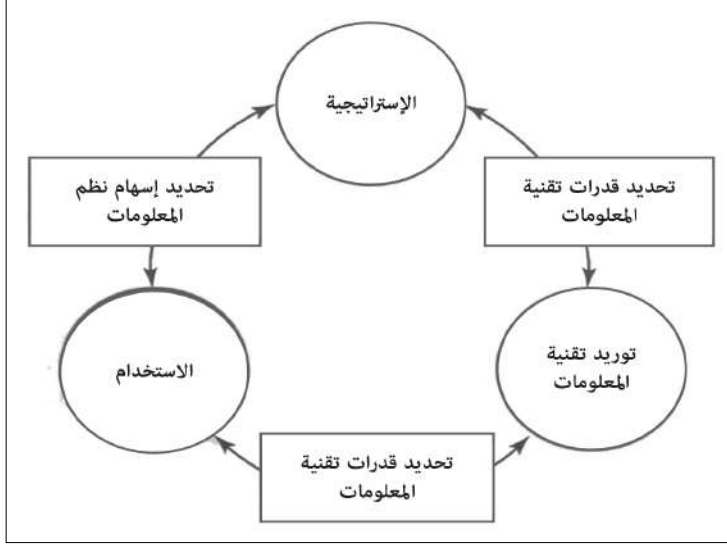 الإستراتيجية
تحديد قدرات تقنية
المعلومات
تحديد إسهام نظم
المعلومات
توريد تقنية
المعلومات
الاستخدام
تحديد قدرات تقنية
المعلومات